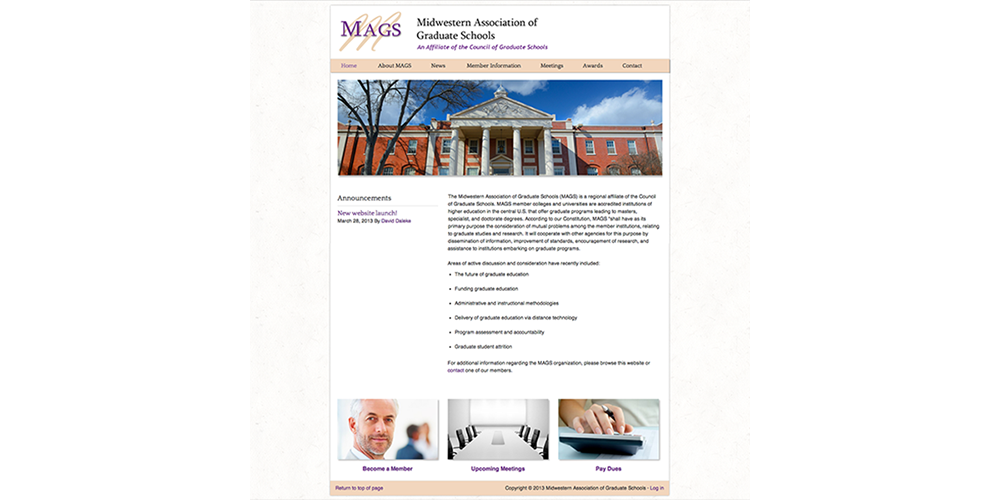 MAGS
Midwestern Association of
Graduate Schools
An Affiliate of the Council of Graduate Schools
Home About MAGS News Member Information Meetings Awards Contact
Announcements
New website launch!
March 28, 2013 By David Daleke
The Midwestern Association of Graduate Schools (MAGS) is a regional affiliate of the Council
of Graduate Schools. MAGS member colleges and universities are accredited institutions of
higher education in the central U.S. that offer graduate programs leading to masters,
specialist, and doctorate degrees. According to our Constitution, MAGS "shall have as its
primary purpose the consideration of mutual problems among the member institutions, relating
to graduate studies and research. It will cooperate with other agencies for this purpose by
dissemination of information, improvement of standards, encouragement of research, and
assistance to institutions embarking on graduate programs.
Areas of active discussion and consideration have recently included:
• The future of graduate education
• Funding graduate education
• Administrative and instructional methodologies
• Delivery of graduate education via distance technology
• Program assessment and accountability
• Graduate student attrition
For additional information regarding the MAGS organization, please browse this website or
contact one of our members.
Become a Member
Upcoming Meetings
Pay Dues
Return to top of page
Copyright © 2013 Midwestern Association of Graduate Schools · Log in